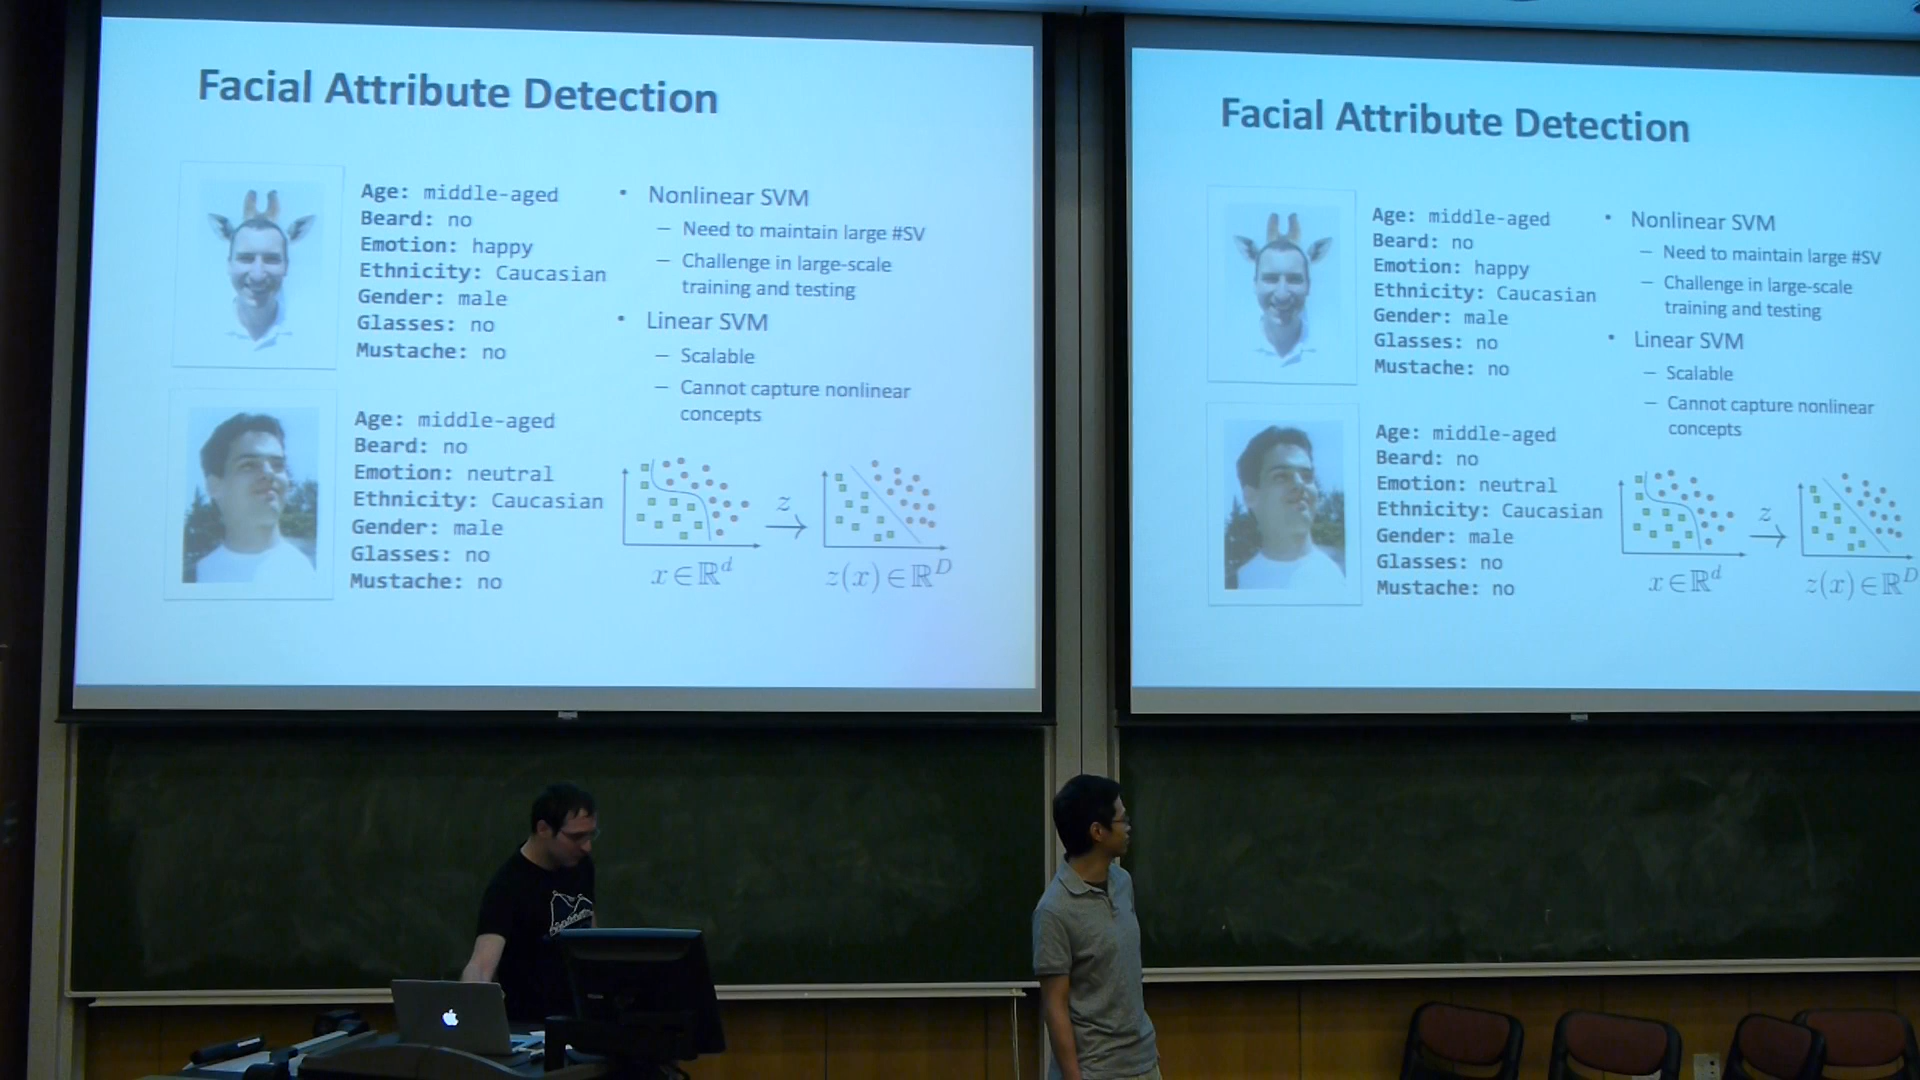 Facial Attribute Detection
Age: middle-aged
Beard: no
Emotion: happy
Ethnicity: Caucasian
Gender: male
Glasses: no
Mustache: no
Age: middle-aged
Beard: no
Emotion: neutral
Ethnicity: Caucasian
Gender: male
Glasses: no
Mustache: no
• Nonlinear SVM
– Need to maintain large #SV
– Challenge in large-scale
training and testing
• Linear SVM
– Scalable
– Cannot capture nonlinear
concepts
z
x∈ℝᵈ
z(x)∈ℝᴰ
Facial Attribute Detection
Age: middle-aged
Beard: no
Emotion: happy
Ethnicity: Caucasian
Gender: male
Glasses: no
Mustache: no
Age: middle-aged
Beard: no
Emotion: neutral
Ethnicity: Caucasian
Gender: male
Glasses: no
Mustache: no
• Nonlinear SVM
– Need to maintain large #SV
– Challenge in large-scale
training and testing
• Linear SVM
– Scalable
– Cannot capture nonlinear
concepts
z
x∈ℝᵈ
z(x)∈ℝᴰ